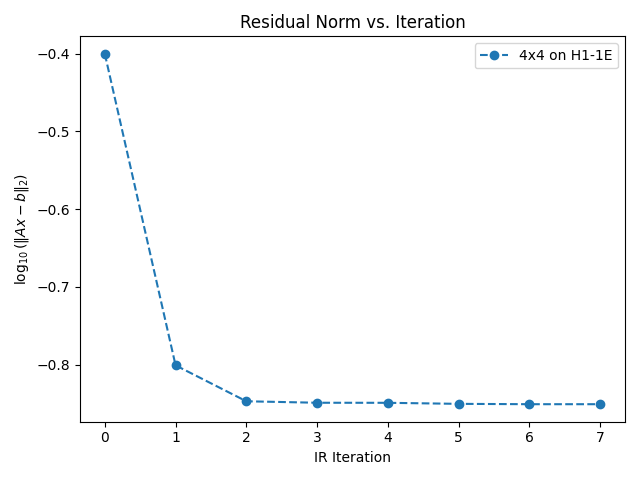 Residual Norm vs. Iteration
4x4 on H1-1E
−0.4
−0.5
−0.6
−0.7
−0.8
log₁₀(‖Ax − b‖₂)
0 1 2 3 4 5 6 7
IR Iteration